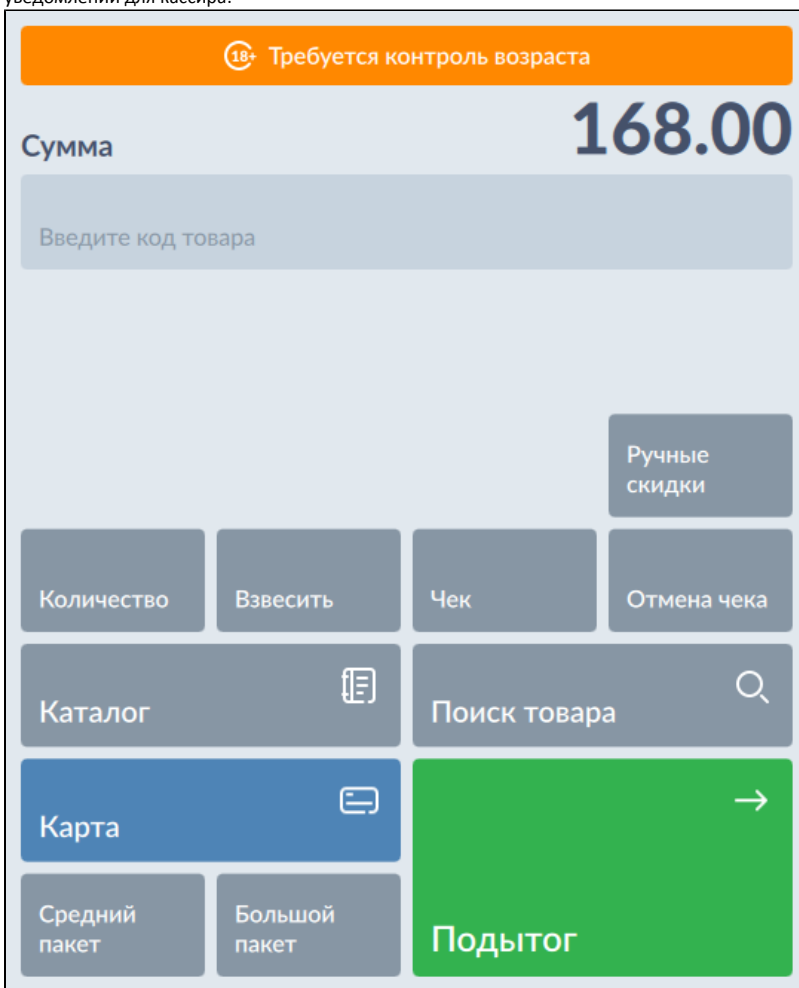 уведомлений для кассира:
18+ Требуется контроль возраста
Сумма 168.00
Введите код товара
Ручные
скидки
Количество Взвесить Чек Отмена чека
Каталог Поиск товара
Карта
Средний
пакет
Большой
пакет
Подытог